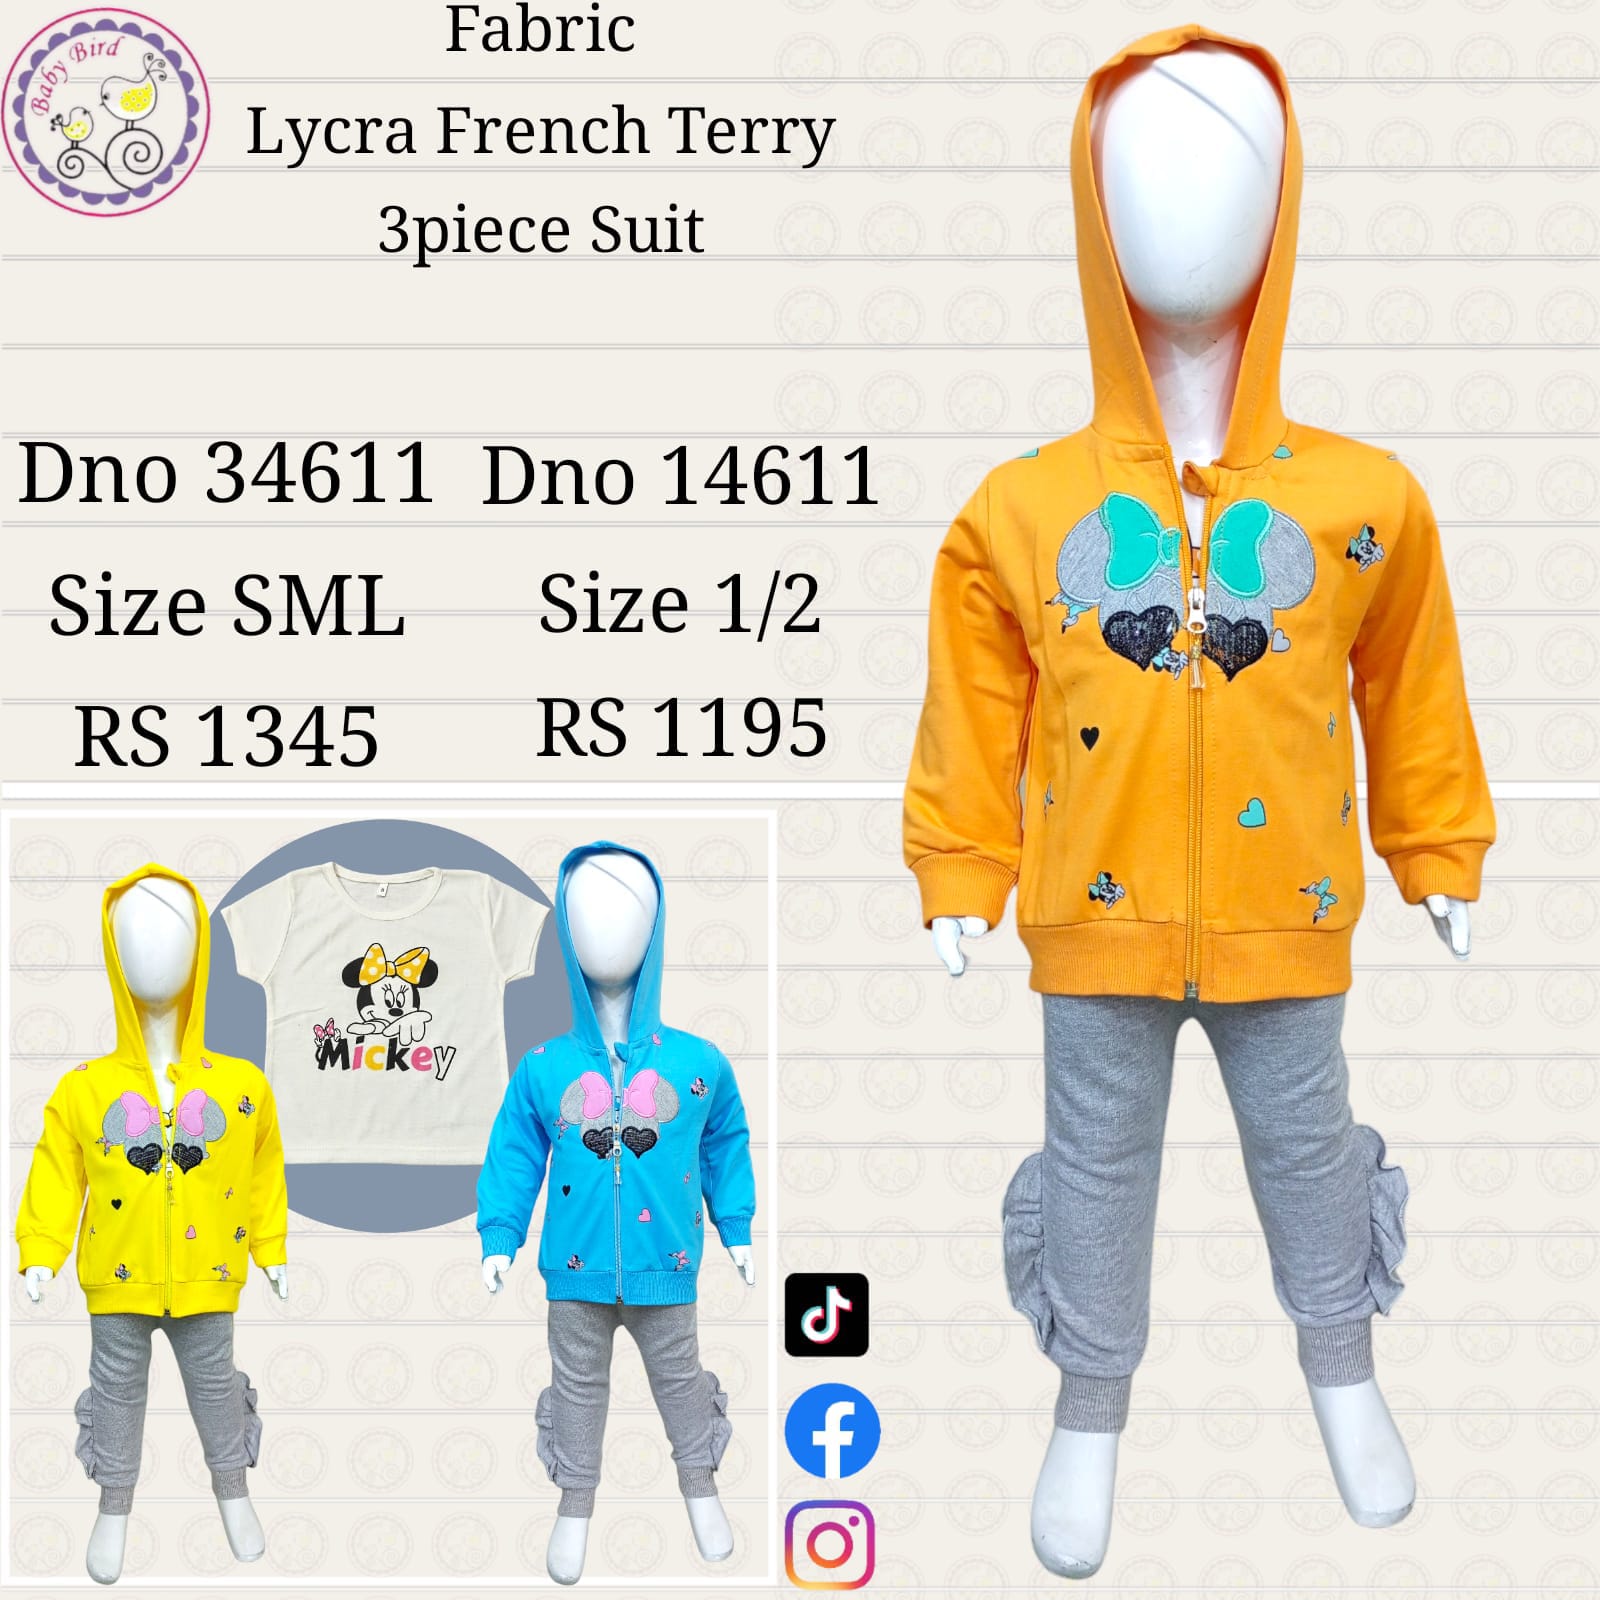 Baby Bird
Fabric
Lycra French Terry
3piece Suit
Dno 34611
Size SML
RS 1345
Dno 14611
Size 1/2
RS 1195
Mickey